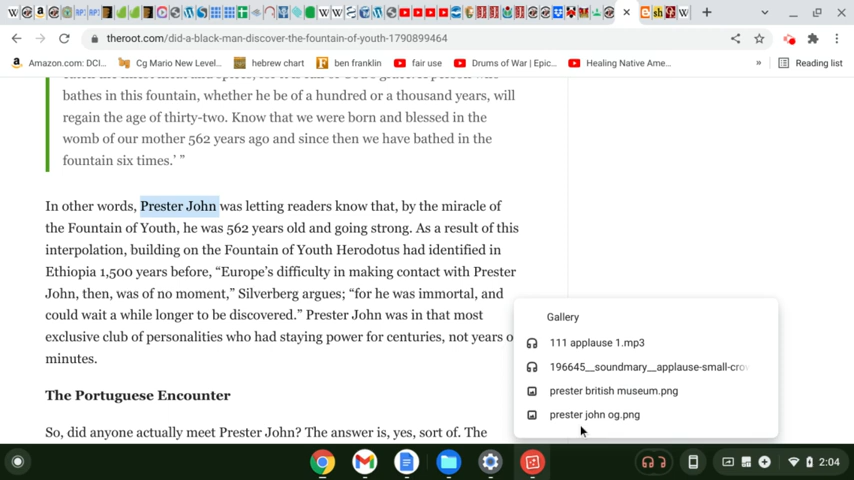 theroot.com/did-a-black-man-discover-the-fountain-of-youth-1790899464
Amazon.com: DCI...
Cg Mario New Level...
hebrew chart
ben franklin
fair use
Drums of War | Epic...
Healing Native Ame...
»
Reading list
bathes in this fountain, whether he be of a hundred or a thousand years, will
regain the age of thirty-two. Know that we were born and blessed in the
womb of our mother 562 years ago and since then we have bathed in the
fountain six times.’ ”
In other words, Prester John was letting readers know that, by the miracle of
the Fountain of Youth, he was 562 years old and going strong. As a result of this
interpolation, building on the Fountain of Youth Herodotus had identified in
Ethiopia 1,500 years before, “Europe’s difficulty in making contact with Prester
John, then, was of no moment,” Silverberg argues; “for he was immortal, and
could wait a while longer to be discovered.” Prester John was in that most
exclusive club of personalities who had staying power for centuries, not years o
minutes.
The Portuguese Encounter
So, did anyone actually meet Prester John? The answer is, yes, sort of. The
Gallery
111 applause 1.mp3
196645__soundmary__applause-small-crow
prester british museum.png
prester john og.png
2:04